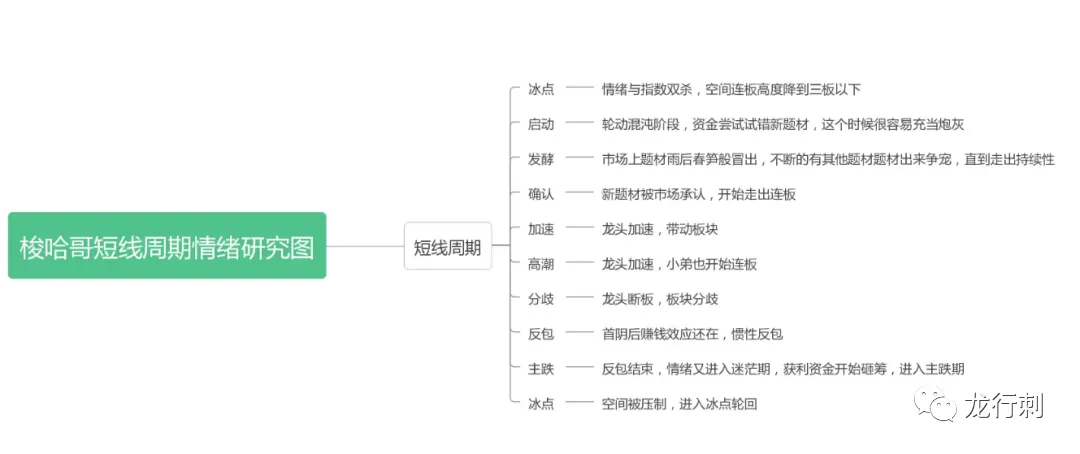 梭哈哥短线周期情绪研究图
短线周期
冰点 情绪与指数双杀，空间连板高度降到三板以下
启动 轮动混沌阶段，资金尝试试错新题材，这个时候很容易充当炮灰
发酵 市场上题材雨后春笋般冒出，不断的有其他题材题材出来争宠，直到走出持续性
确认 新题材被市场承认，开始走出连板
加速 龙头加速，带动板块
高潮 龙头加速，小弟也开始连板
分歧 龙头断板，板块分歧
反包 首阴后赚钱效应还在，惯性反包
主跌 反包结束，情绪又进入迷茫期，获利资金开始砸筹，进入主跌期
冰点 空间被压制，进入冰点轮回
龙行刺